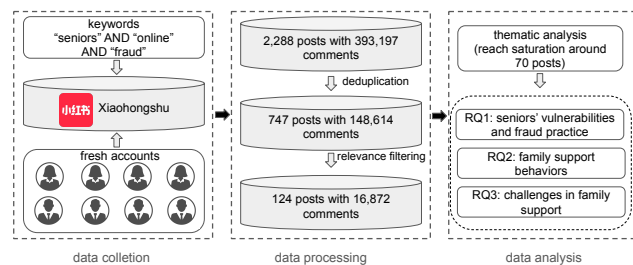 keywords
“seniors” AND “online”
AND “fraud”
小红书 Xiaohongshu
fresh accounts
data colletion
2,288 posts with 393,197
comments
deduplication
747 posts with 148,614
comments
relevance filtering
124 posts with 16,872
comments
data processing
thematic analysis
(reach saturation around
70 posts)
RQ1: seniors’ vulnerabilities
and fraud practice
RQ2: family support
behaviors
RQ3: challenges in family
support
data analysis